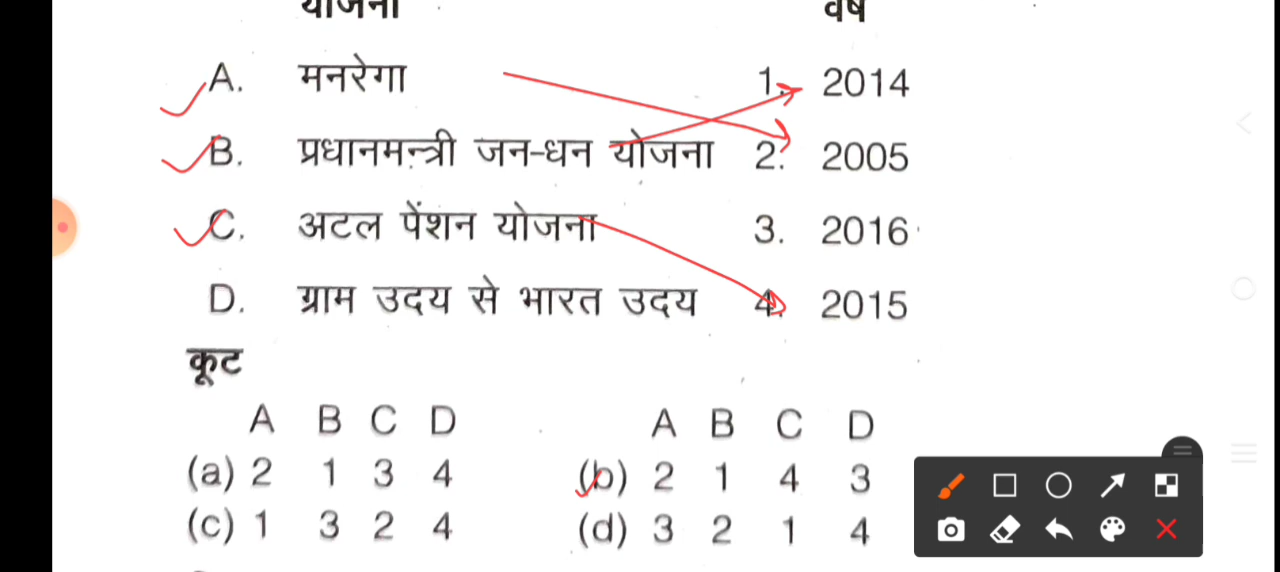 योजना वर्ष
A. मनरेगा 1. 2014
B. प्रधानमन्त्री जन-धन योजना 2. 2005
C. अटल पेंशन योजना 3. 2016
D. ग्राम उदय से भारत उदय 4. 2015
कूट
A B C D A B C D
(a) 2 1 3 4 (b) 2 1 4 3
(c) 1 3 2 4 (d) 3 2 1 4